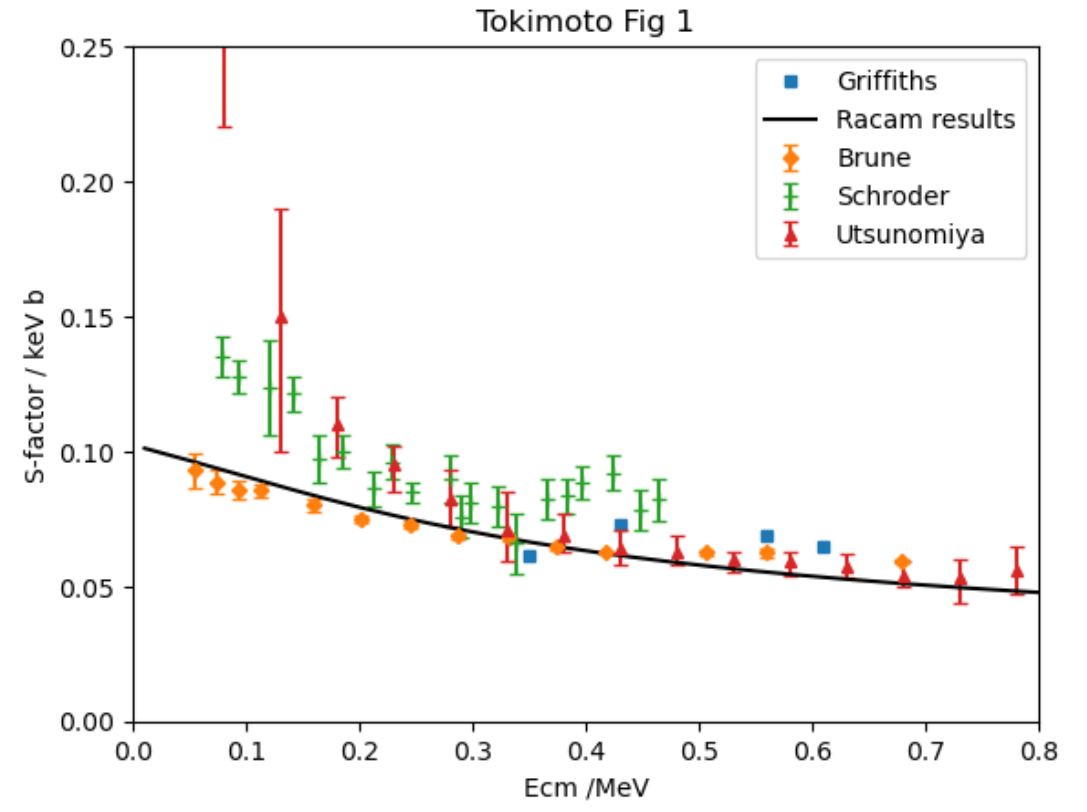 Tokimoto Fig 1
0.25
0.20
0.15
0.10
0.05
0.00
S-factor / keV b
Griffiths
Racam results
Brune
Schroder
Utsunomiya
0.0 0.1 0.2 0.3 0.4 0.5 0.6 0.7 0.8
Ecm /MeV